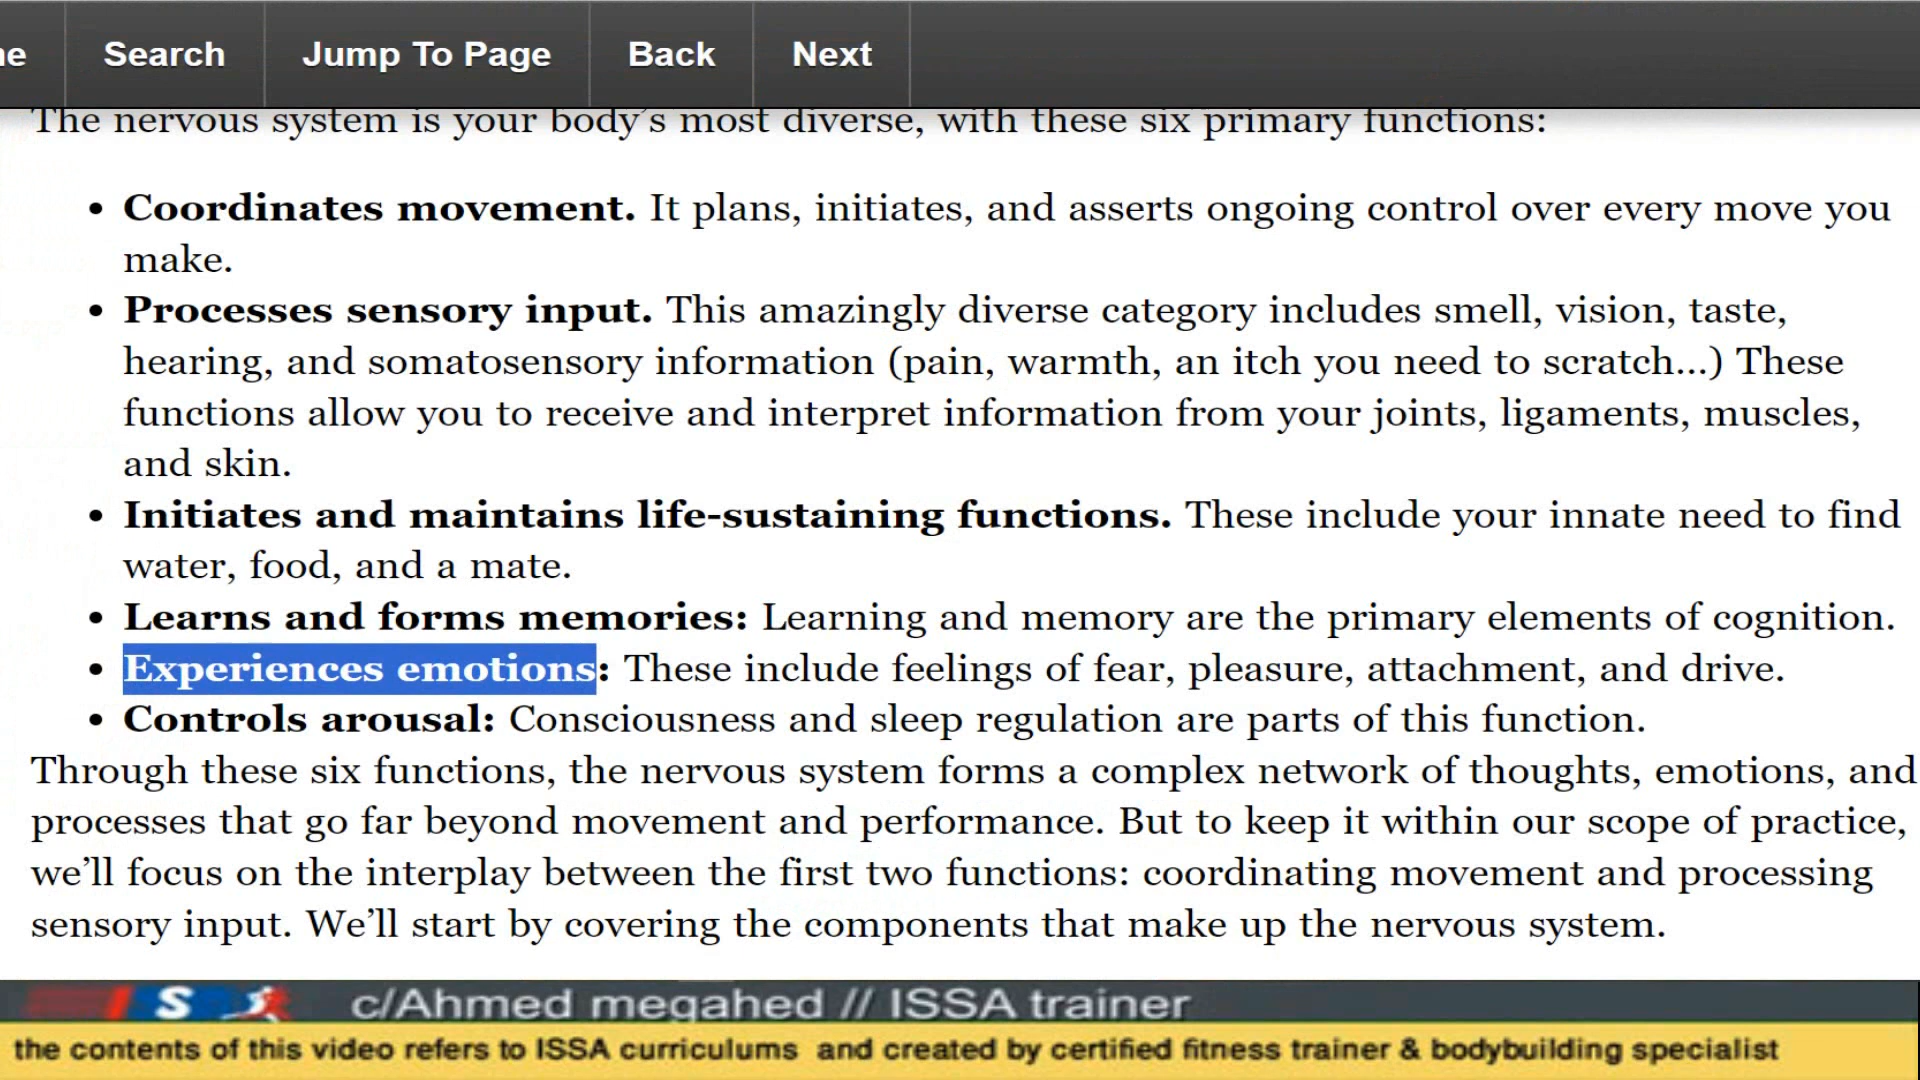 Search
Jump To Page
Back
Next
The nervous system is your body’s most diverse, with these six primary functions:
• Coordinates movement. It plans, initiates, and asserts ongoing control over every move you
make.
• Processes sensory input. This amazingly diverse category includes smell, vision, taste,
hearing, and somatosensory information (pain, warmth, an itch you need to scratch...) These
functions allow you to receive and interpret information from your joints, ligaments, muscles,
and skin.
• Initiates and maintains life-sustaining functions. These include your innate need to find
water, food, and a mate.
• Learns and forms memories: Learning and memory are the primary elements of cognition.
• Experiences emotions: These include feelings of fear, pleasure, attachment, and drive.
• Controls arousal: Consciousness and sleep regulation are parts of this function.
Through these six functions, the nervous system forms a complex network of thoughts, emotions, and
processes that go far beyond movement and performance. But to keep it within our scope of practice,
we’ll focus on the interplay between the first two functions: coordinating movement and processing
sensory input. We’ll start by covering the components that make up the nervous system.
c/Ahmed megahed // ISSA trainer
the contents of this video refers to ISSA curriculums and created by certified fitness trainer & bodybuilding specialist